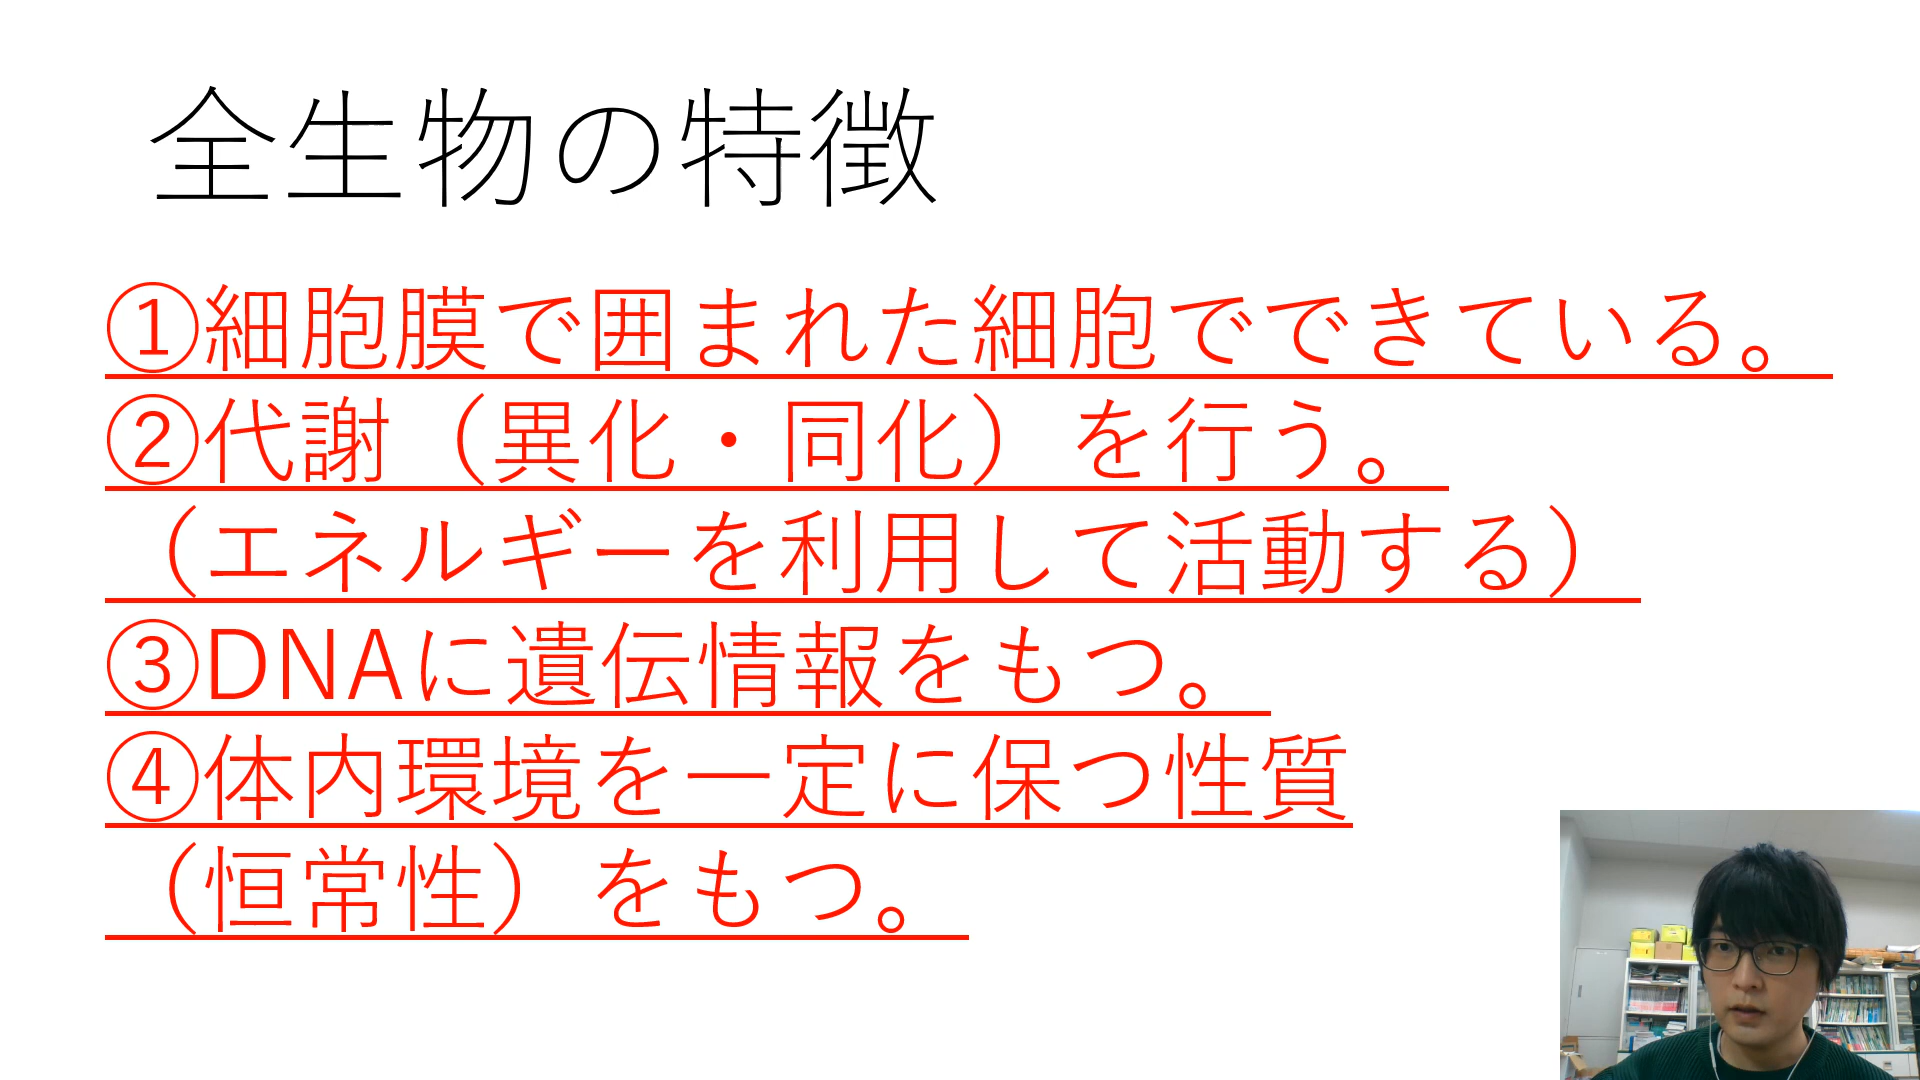 全生物の特徴
①細胞膜で囲まれた細胞でできている。
②代謝（異化・同化）を行う。
（エネルギーを利用して活動する）
③DNAに遺伝情報をもつ。
④体内環境を一定に保つ性質
（恒常性）をもつ。